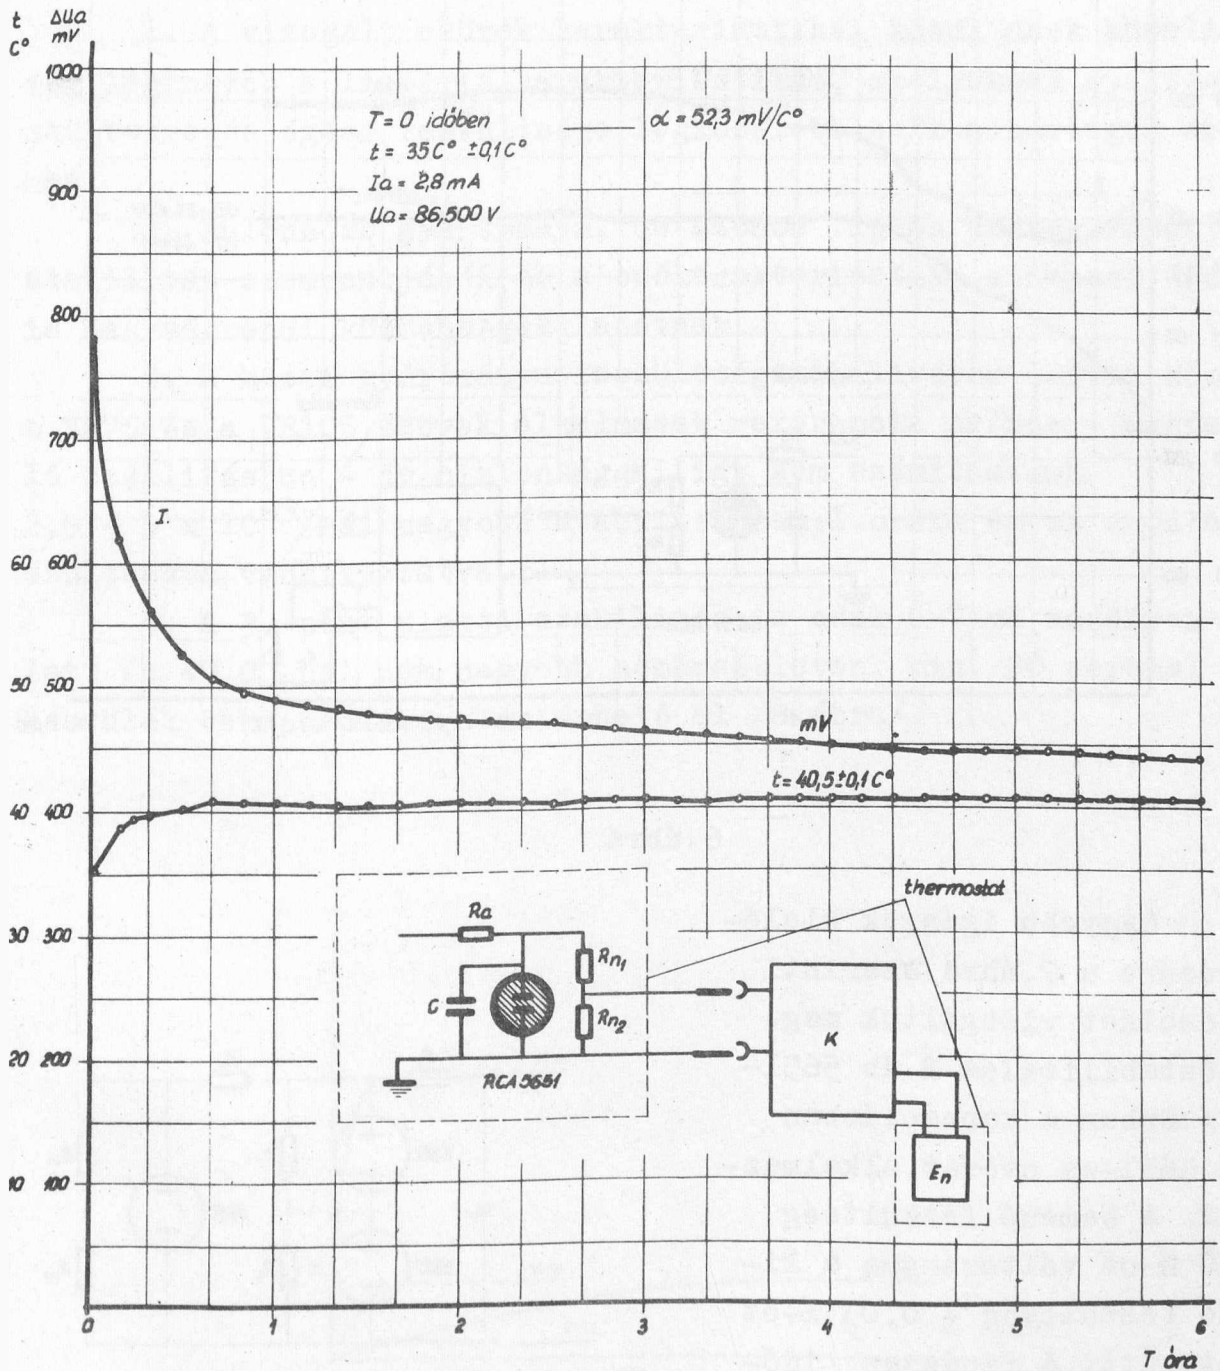 t ΔUa
C° mV
1000
T=0 időben
t = 35 C° ±0,1 C°
Ia = 2,8 mA
Ua = 86,500 V
α = 52,3 mV/C°
900
800
700
I.
60 600
50 500
mV
t = 40,5±0,1 C°
40 400
thermostat
30 300
Ra
Rn1
C
Rn2
K
20 200
RCA 5651
10 100
En
0 1 2 3 4 5 6
T óra